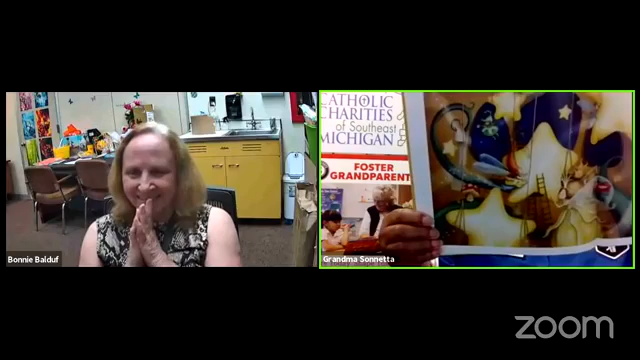 CATHOLIC
CHARITIES
of Southeast
MICHIGAN
FOSTER
GRANDPARENT
Bonnie Balduf
Grandma Sonnetta
zoom